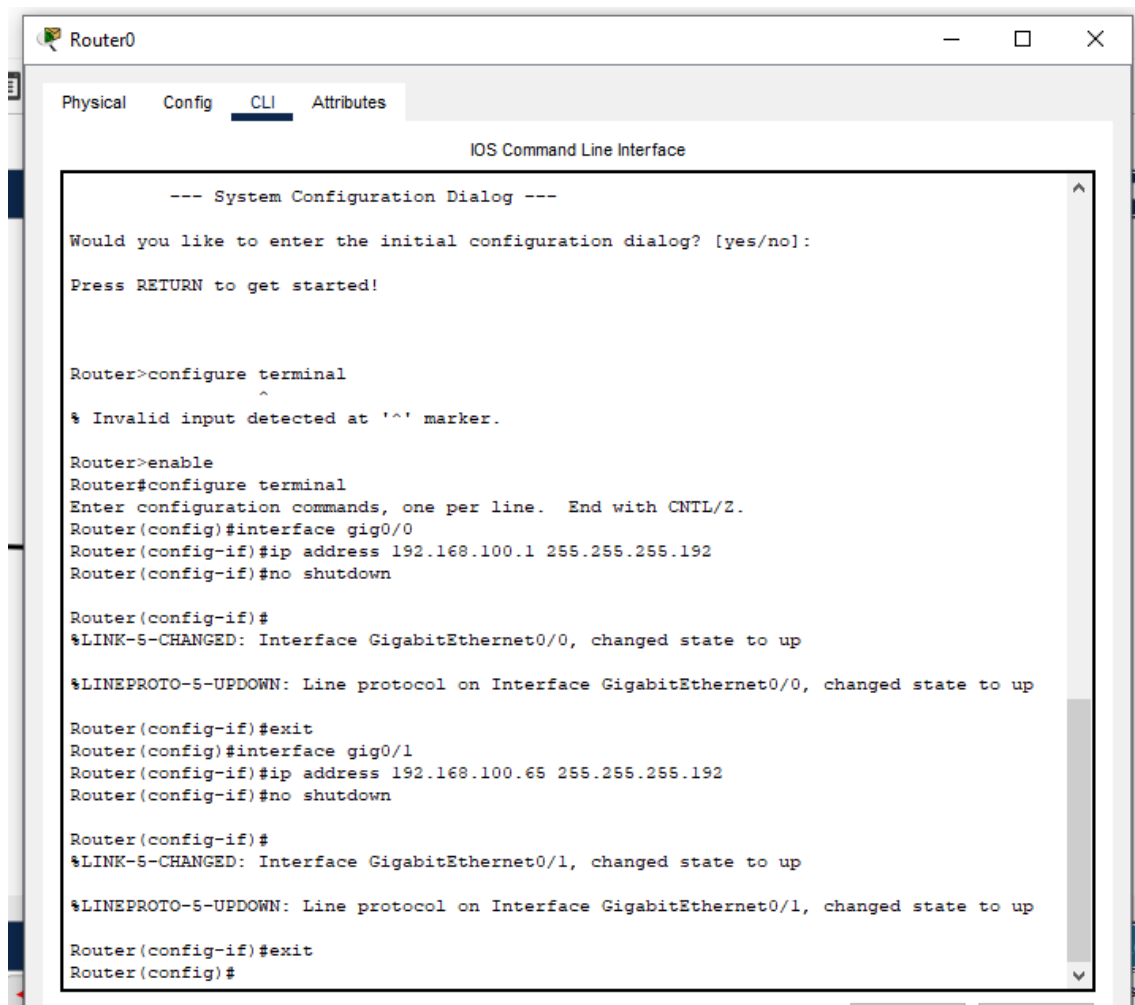 Router0
Physical Config CLI Attributes
IOS Command Line Interface
--- System Configuration Dialog ---
Would you like to enter the initial configuration dialog? [yes/no]:
Press RETURN to get started!
Router>configure terminal
^
% Invalid input detected at '^' marker.
Router>enable
Router#configure terminal
Enter configuration commands, one per line.  End with CNTL/Z.
Router(config)#interface gig0/0
Router(config-if)#ip address 192.168.100.1 255.255.255.192
Router(config-if)#no shutdown
Router(config-if)#
%LINK-5-CHANGED: Interface GigabitEthernet0/0, changed state to up
%LINEPROTO-5-UPDOWN: Line protocol on Interface GigabitEthernet0/0, changed state to up
Router(config-if)#exit
Router(config)#interface gig0/1
Router(config-if)#ip address 192.168.100.65 255.255.255.192
Router(config-if)#no shutdown
Router(config-if)#
%LINK-5-CHANGED: Interface GigabitEthernet0/1, changed state to up
%LINEPROTO-5-UPDOWN: Line protocol on Interface GigabitEthernet0/1, changed state to up
Router(config-if)#exit
Router(config)#